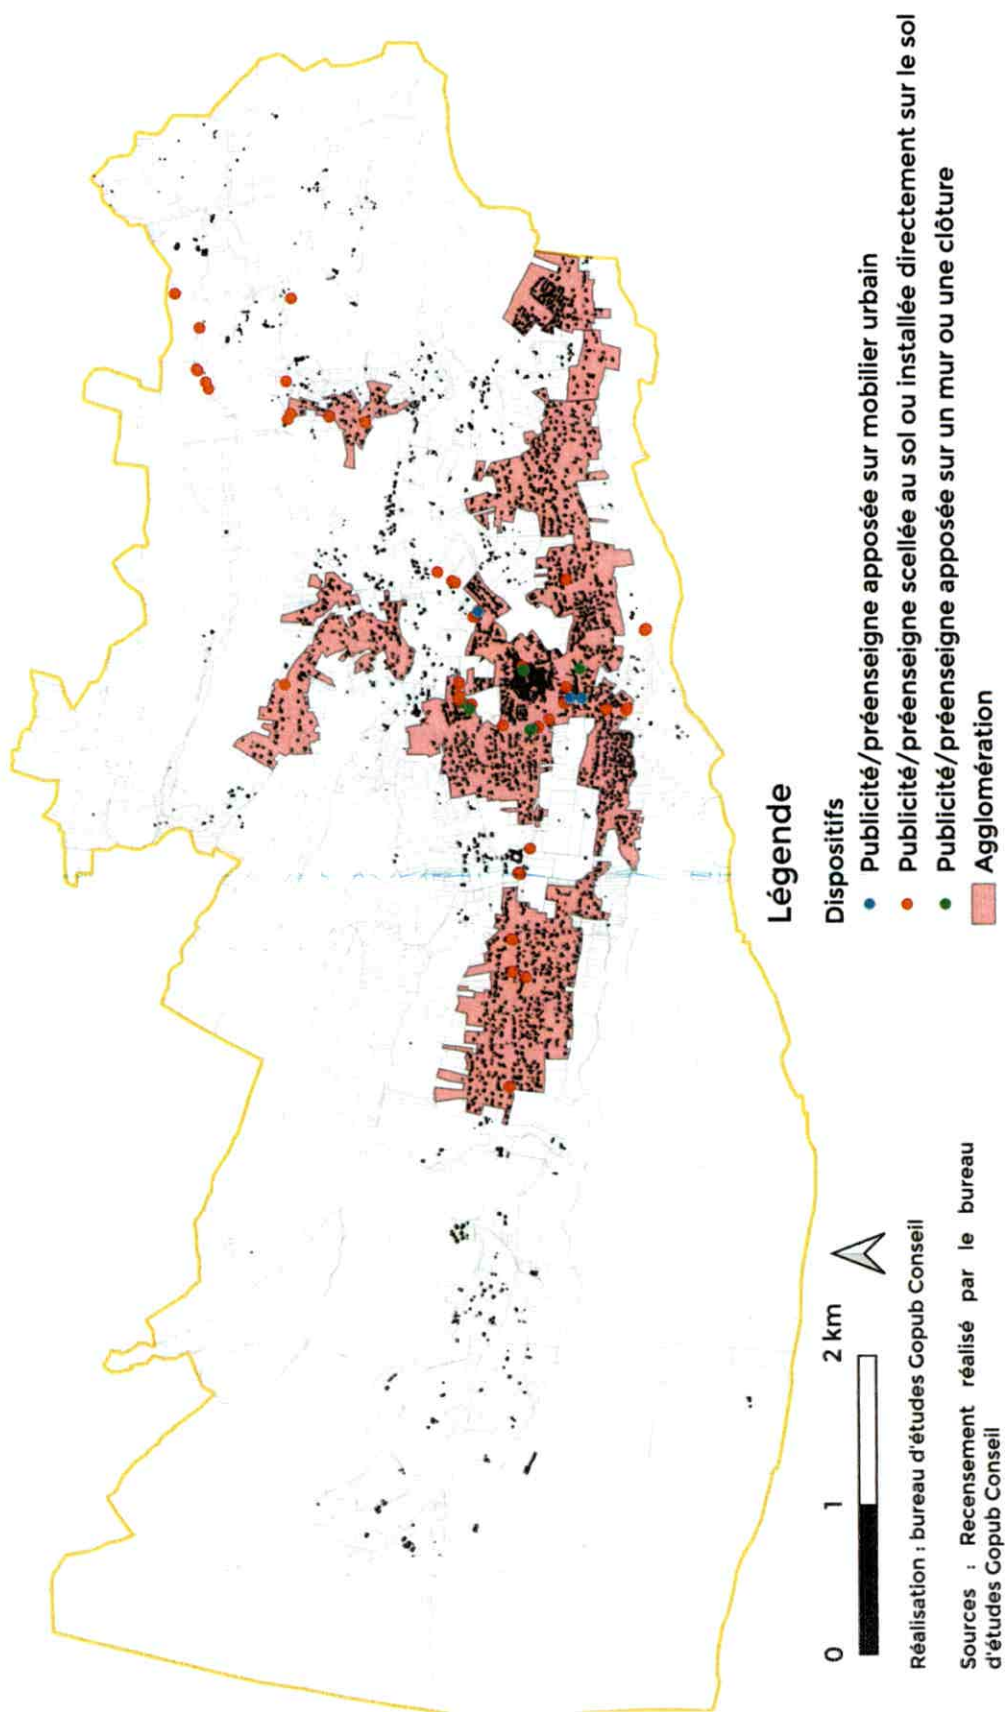 Légende
Dispositifs
Publicité/préenseigne apposée sur mobilier urbain
Publicité/préenseigne scellée au sol ou installée directement sur le sol
Publicité/préenseigne apposée sur un mur ou une clôture
Agglomération
0 1 2 km
Réalisation : bureau d'études Gopub Conseil
Sources : Recensement réalisé par le bureau
d'études Gopub Conseil